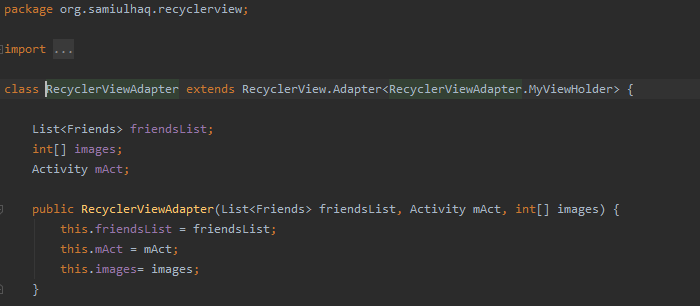 package org.samiulhaq.recyclerview;
import ...
class RecyclerViewAdapter extends RecyclerView.Adapter<RecyclerViewAdapter.MyViewHolder> {
List<Friends> friendsList;
int[] images;
Activity mAct;
public RecyclerViewAdapter(List<Friends> friendsList, Activity mAct, int[] images) {
this.friendsList = friendsList;
this.mAct = mAct;
this.images= images;
}